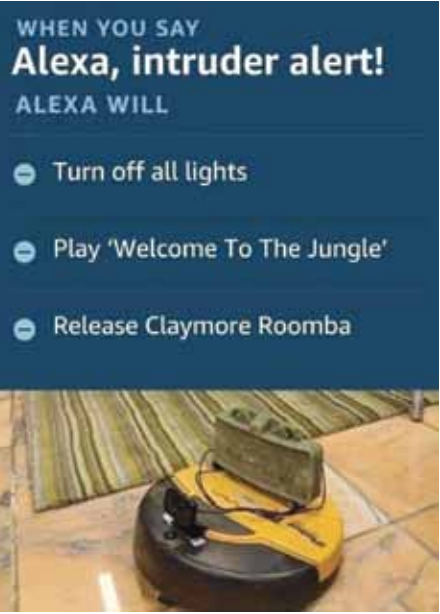 WHEN YOU SAY
Alexa, intruder alert!
ALEXA WILL
Turn off all lights
Play ‘Welcome To The Jungle’
Release Claymore Roomba